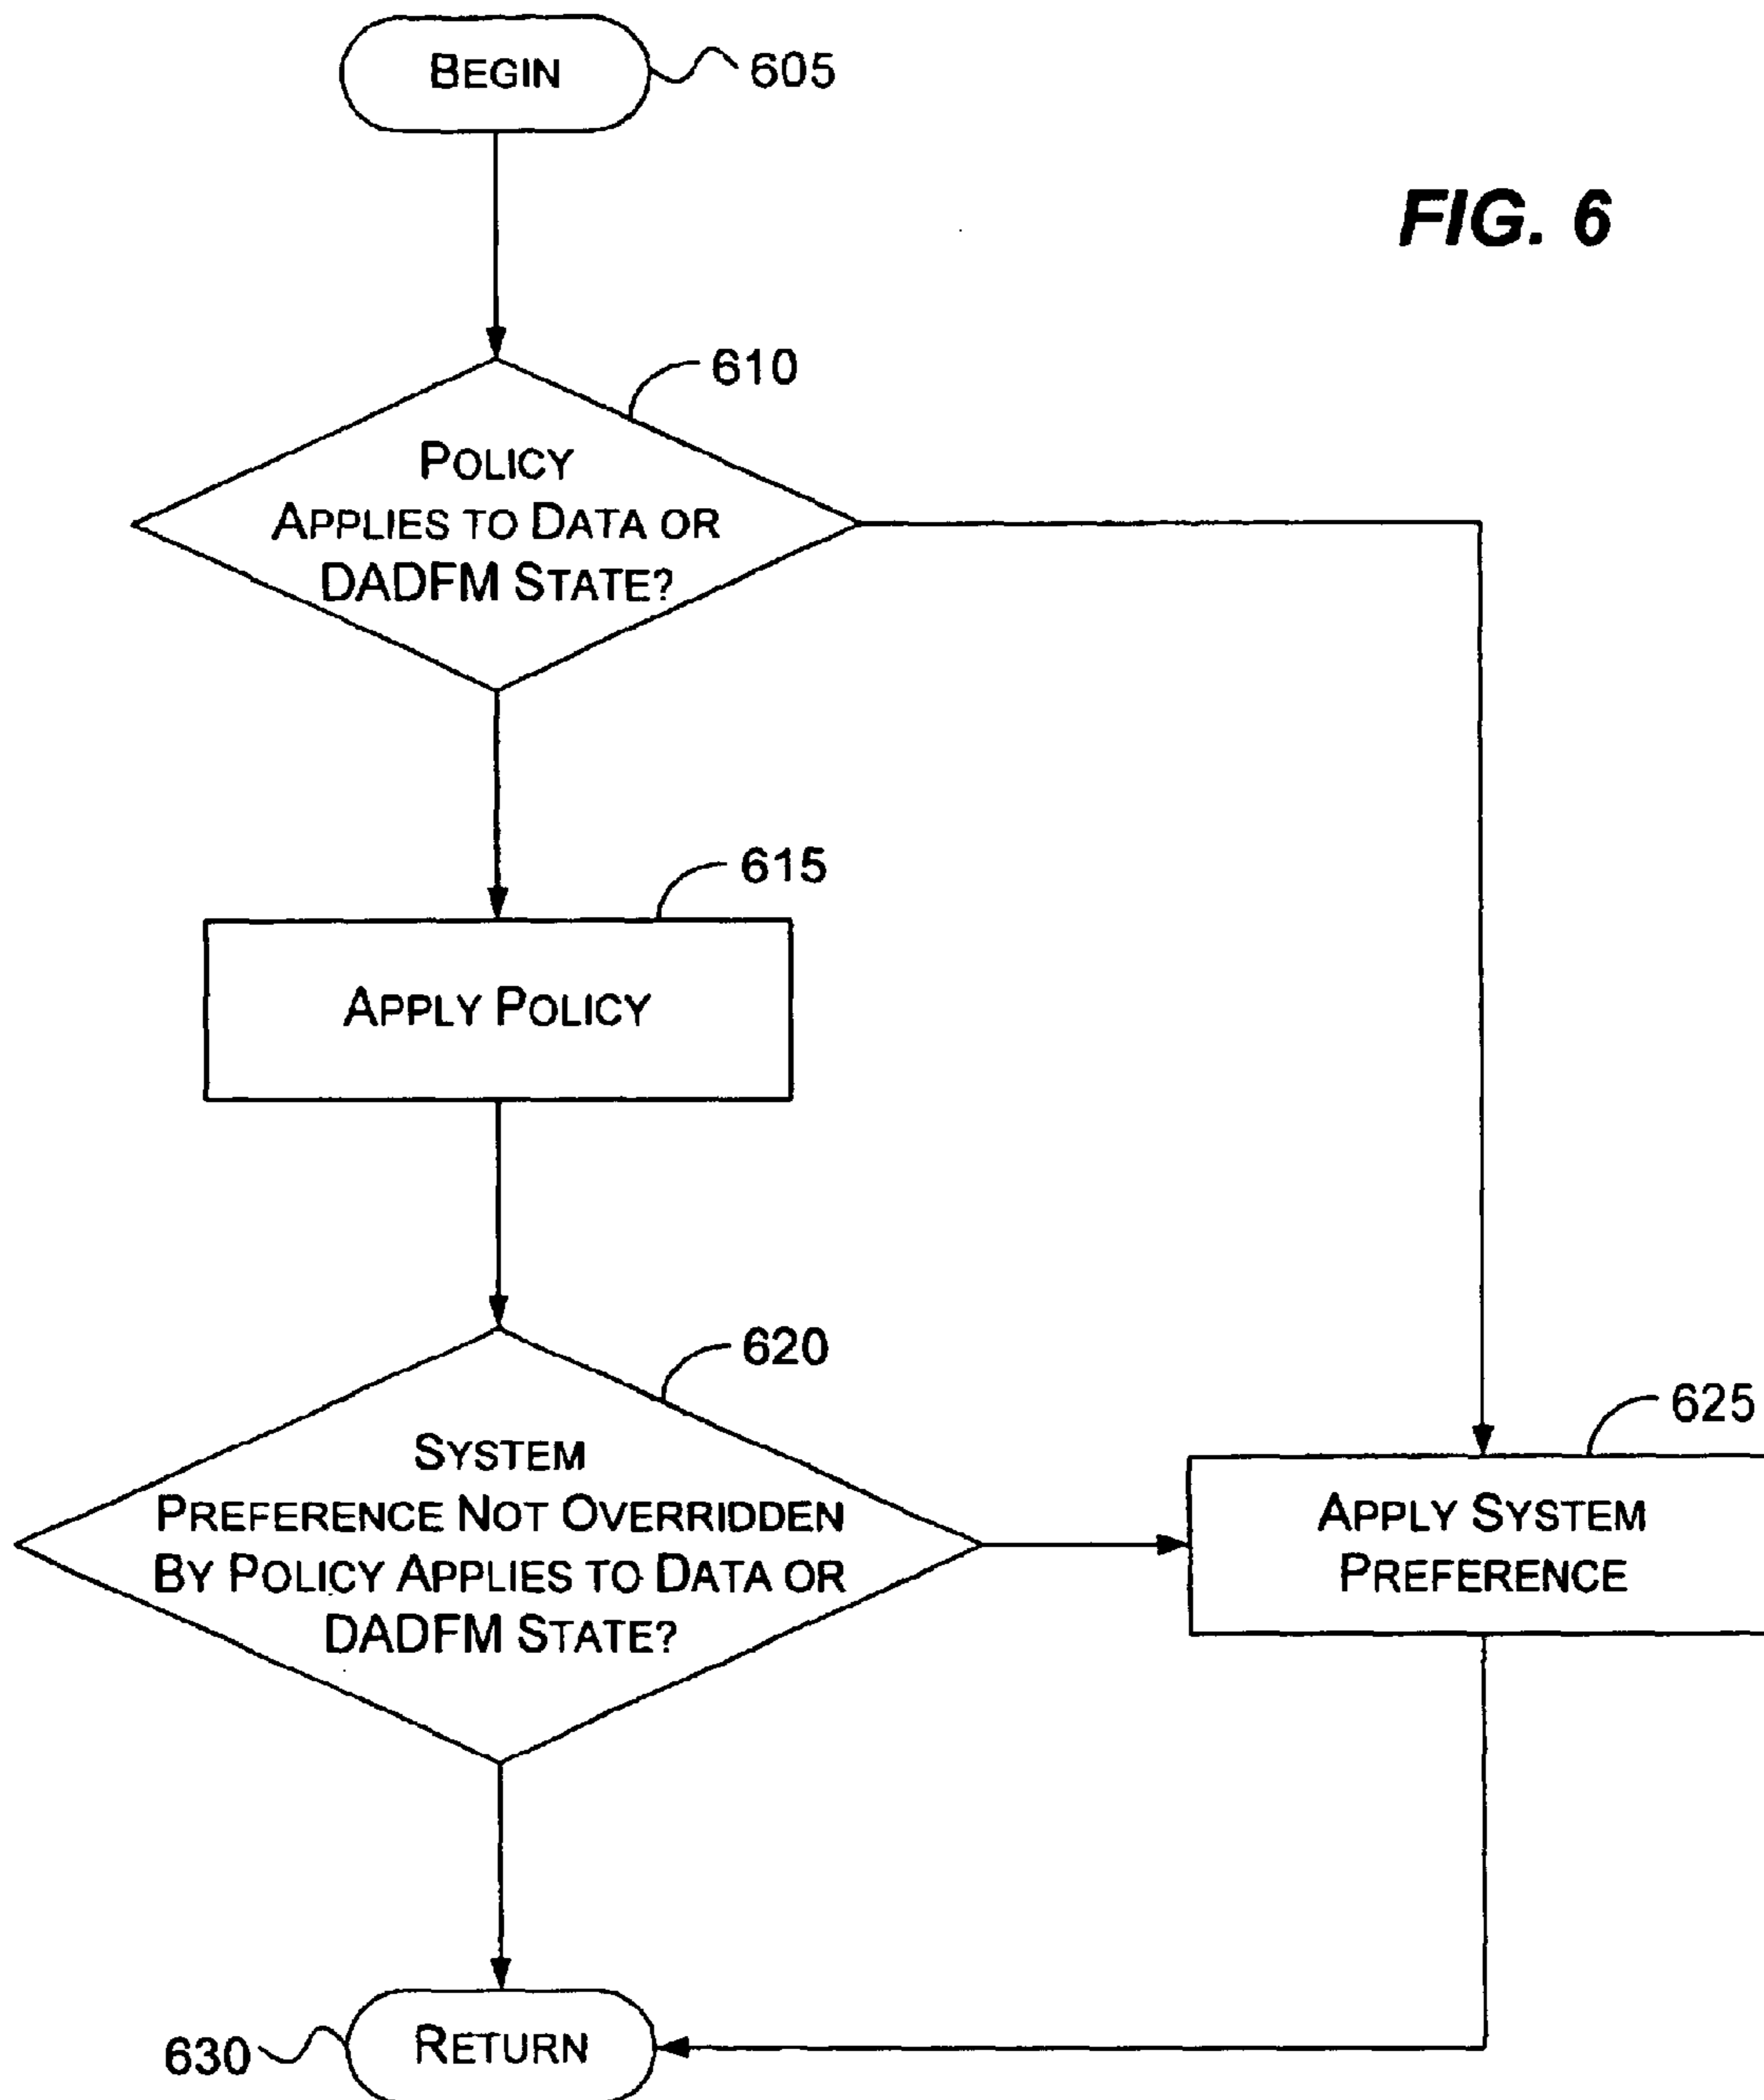 BEGIN
605
FIG. 6
610
POLICY
APPLIES TO DATA OR
DADFM STATE?
615
APPLY POLICY
620
SYSTEM
PREFERENCE NOT OVERRIDDEN
BY POLICY APPLIES TO DATA OR
DADFM STATE?
625
APPLY SYSTEM
PREFERENCE
630
RETURN